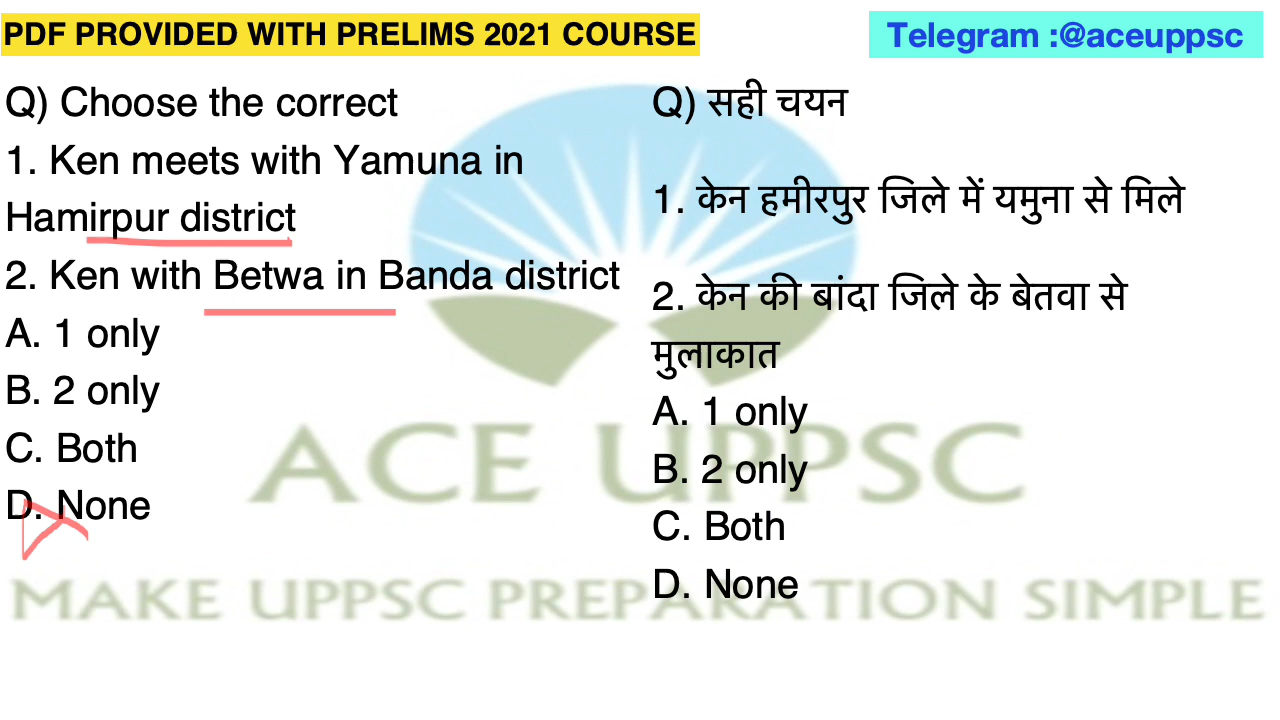 PDF PROVIDED WITH PRELIMS 2021 COURSE
Telegram :@aceuppsc
Q) Choose the correct
1. Ken meets with Yamuna in
Hamirpur district
2. Ken with Betwa in Banda district
A. 1 only
B. 2 only
C. Both
D. None
Q) सही चयन
1. केन हमीरपुर जिले में यमुना से मिले
2. केन की बांदा जिले के बेतवा से
मुलाकात
A. 1 only
B. 2 only
C. Both
D. None
ACE UPPSC
MAKE UPPSC PREPARATION SIMPLE